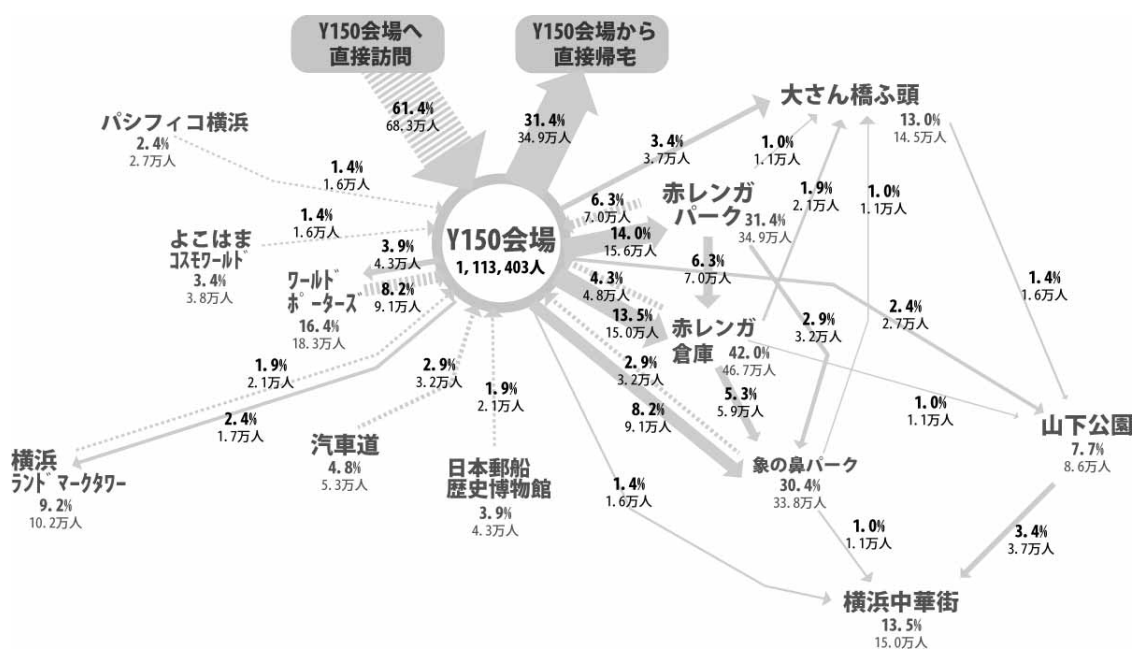 Y150会場へ
直接訪問
Y150会場から
直接帰宅
61.4%
68.3万人
31.4%
34.9万人
大さん橋ふ頭
13.0%
14.5万人
パシフィコ横浜
2.4%
2.7万人
1.4%
1.6万人
3.4%
3.7万人
1.0%
1.1万人
1.9%
2.1万人
1.0%
1.1万人
よこはま
コスモワールド
3.4%
3.8万人
1.4%
1.6万人
Y150会場
1,113,403人
6.3%
7.0万人
赤レンガ
パーク
31.4%
34.9万人
14.0%
15.6万人
ワールド
ポーターズ
16.4%
18.3万人
3.9%
4.3万人
8.2%
9.1万人
4.3%
4.8万人
13.5%
15.0万人
6.3%
7.0万人
赤レンガ
倉庫
42.0%
46.7万人
2.9%
3.2万人
2.4%
2.7万人
1.4%
1.6万人
1.9%
2.1万人
2.4%
1.7万人
2.9%
3.2万人
1.9%
2.1万人
2.9%
3.2万人
8.2%
9.1万人
5.3%
5.9万人
1.0%
1.1万人
山下公園
7.7%
8.6万人
横浜
ランドマークタワー
9.2%
10.2万人
汽車道
4.8%
5.3万人
日本郵船
歴史博物館
3.9%
4.3万人
1.4%
1.6万人
象の鼻パーク
30.4%
33.8万人
1.0%
1.1万人
3.4%
3.7万人
横浜中華街
13.5%
15.0万人